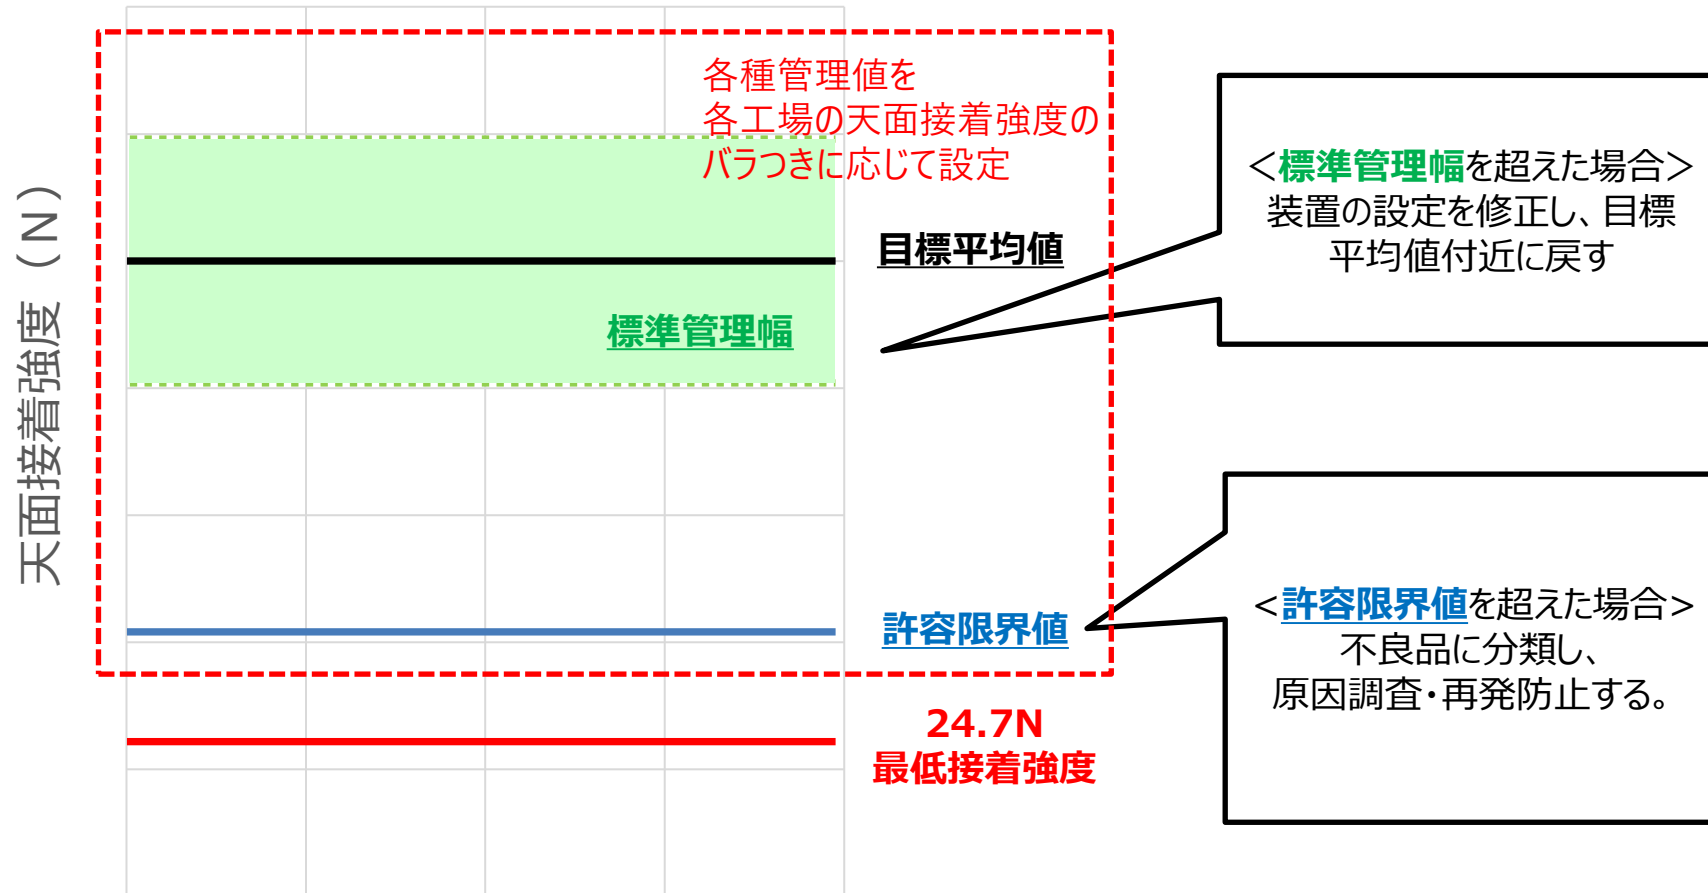 天面接着強度（N）
各種管理値を
各工場の天面接着強度の
バラつきに応じて設定
目標平均値
標準管理幅
許容限界値
24.7N
最低接着強度
＜標準管理幅を超えた場合＞
装置の設定を修正し、目標
平均値付近に戻す
<許容限界値を超えた場合>
不良品に分類し、
原因調査・再発防止する。